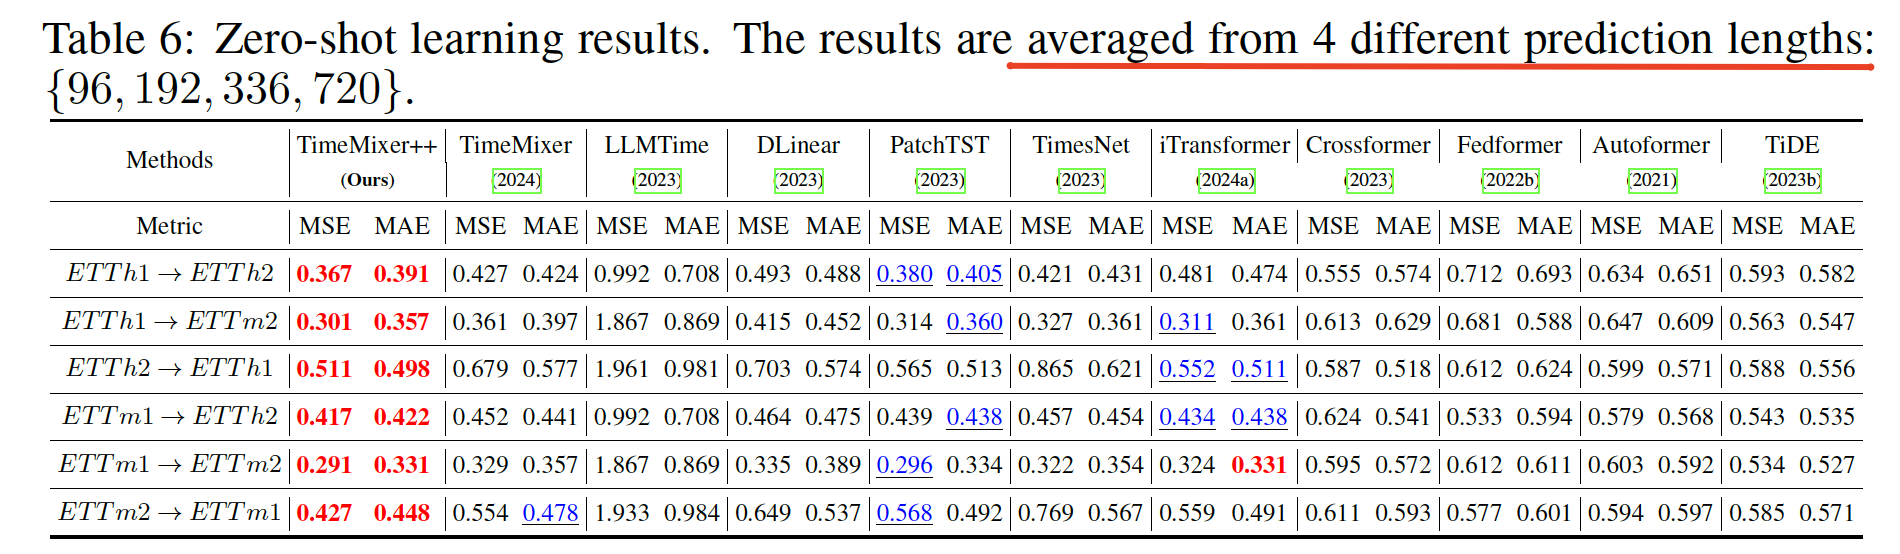 Table 6: Zero-shot learning results. The results are averaged from 4 different prediction lengths:
{96, 192, 336, 720}.
Methods TimeMixer++ TimeMixer LLMTime DLinear PatchTST TimesNet iTransformer Crossformer Fedformer Autoformer TiDE
(Ours) (2024) (2023) (2023) (2023) (2023) (2024a) (2023) (2022b) (2021) (2023b)
Metric MSE MAE MSE MAE MSE MAE MSE MAE MSE MAE MSE MAE MSE MAE MSE MAE MSE MAE MSE MAE MSE MAE
ETTh1 → ETTh2 0.367 0.391 0.427 0.424 0.992 0.708 0.493 0.488 0.380 0.405 0.421 0.431 0.481 0.474 0.555 0.574 0.712 0.693 0.634 0.651 0.593 0.582
ETTh1 → ETTm2 0.301 0.357 0.361 0.397 1.867 0.869 0.415 0.452 0.314 0.360 0.327 0.361 0.311 0.361 0.613 0.629 0.681 0.588 0.647 0.609 0.563 0.547
ETTh2 → ETTh1 0.511 0.498 0.679 0.577 1.961 0.981 0.703 0.574 0.565 0.513 0.865 0.621 0.552 0.511 0.587 0.518 0.612 0.624 0.599 0.571 0.588 0.556
ETTm1 → ETTh2 0.417 0.422 0.452 0.441 0.992 0.708 0.464 0.475 0.439 0.438 0.457 0.454 0.434 0.438 0.624 0.541 0.533 0.594 0.579 0.568 0.543 0.535
ETTm1 → ETTm2 0.291 0.331 0.329 0.357 1.867 0.869 0.335 0.389 0.296 0.334 0.322 0.354 0.324 0.331 0.595 0.572 0.612 0.611 0.603 0.592 0.534 0.527
ETTm2 → ETTm1 0.427 0.448 0.554 0.478 1.933 0.984 0.649 0.537 0.568 0.492 0.769 0.567 0.559 0.491 0.611 0.593 0.577 0.601 0.594 0.597 0.585 0.571